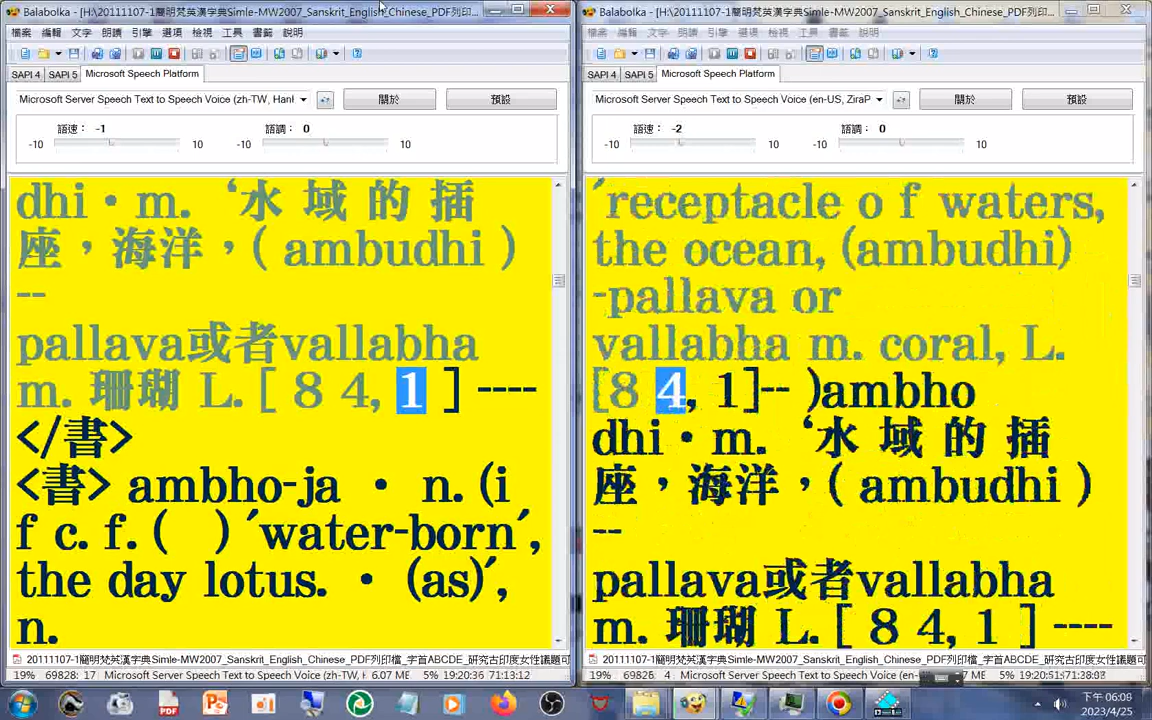 Balabolka - [H:\20111107-1簡明梵英漢字典Simle-MW2007_Sanskrit_English_Chinese_PDF列印...
檔案 編輯 文字 朗讀 引擎 選項 檢視 工具 書籤 說明
SAPI 4 SAPI 5 Microsoft Speech Platform
Microsoft Server Speech Text to Speech Voice (zh-TW, HanH 關於 預設
語速： -1 語調： 0
-10 10 -10 10
dhi・m.‘水 域 的 插
座，海洋，( ambudhi )
--
pallava或者vallabha
m. 珊瑚 L. [ 8 4, 1 ] ----
</書>
<書> ambho-ja ・ n. (i
f c. f. ( ) ′water-born′,
the day lotus. ・ (as)′,
n.
20111107-1簡明梵英漢字典Simle-MW2007_Sanskrit_English_Chinese_PDF列印檔_字首ABCDE_研究古印度女性議題可
19% 69828: 17 Microsoft Server Speech Text to Speech Voice (zh-TW, H 6.07 ME 5% 19:20:36 71:13:12
Balabolka - [H:\20111107-1簡明梵英漢字典Simle-MW2007_Sanskrit_English_Chinese_PDF列印...
檔案 編輯 文字 朗讀 引擎 選項 檢視 工具 書籤 說明
SAPI 4 SAPI 5 Microsoft Speech Platform
Microsoft Server Speech Text to Speech Voice (en-US, ZiraP 關於 預設
語速： -2 語調： 0
-10 10 -10 10
′receptacle o f waters,
the ocean, (ambudhi)
-pallava or
vallabha m. coral, L.
[8 4, 1]-- )ambho
dhi・m.‘水 域 的 插
座，海洋，( ambudhi )
--
pallava或者vallabha
m. 珊瑚 L. [ 8 4, 1 ] ----
20111107-1簡明梵英漢字典Simle-MW2007_Sanskrit_English_Chinese_PDF列印檔_字首ABCDE_研究古印度女性議題可
19% 69826: 4 Microsoft Server Speech Text to Speech Voice (en-US, Z 6.07 ME 5% 19:20:35
下午 06:09
2023/4/25